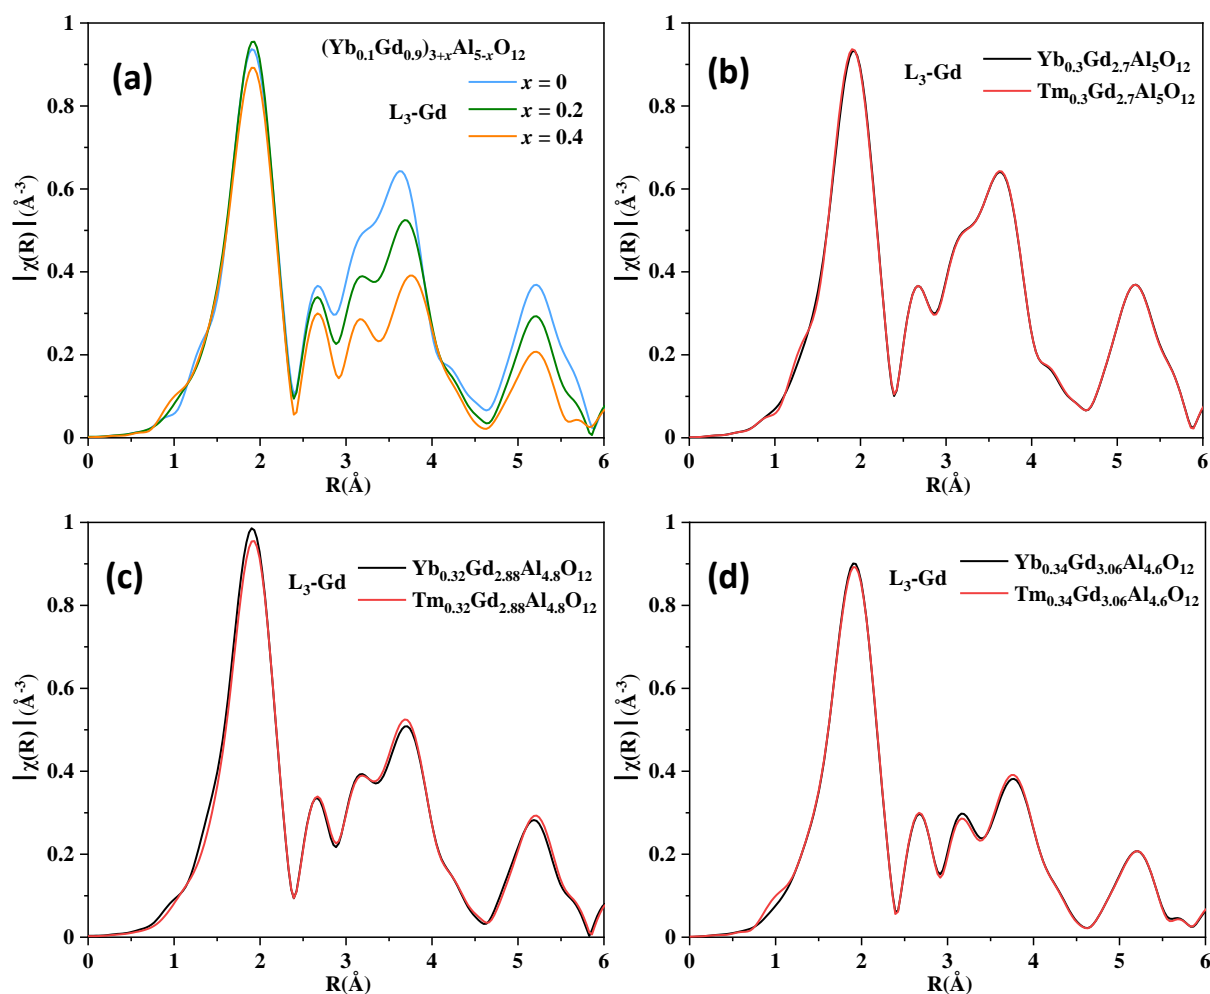 (a)
(Yb0.1Gd0.9)3+xAl5-xO12
L3-Gd
x = 0
x = 0.2
x = 0.4
|χ(R)|(Å-3)
1
0.8
0.6
0.4
0.2
0
0 1 2 3 4 5 6
R(Å)
(b)
L3-Gd
Yb0.3Gd2.7Al5O12
Tm0.3Gd2.7Al5O12
|χ(R)|(Å-3)
1
0.8
0.6
0.4
0.2
0
0 1 2 3 4 5 6
R(Å)
(c)
L3-Gd
Yb0.32Gd2.88Al4.8O12
Tm0.32Gd2.88Al4.8O12
|χ(R)|(Å-3)
1
0.8
0.6
0.4
0.2
0
0 1 2 3 4 5 6
R(Å)
(d)
L3-Gd
Yb0.34Gd3.06Al4.6O12
Tm0.34Gd3.06Al4.6O12
|χ(R)|(Å-3)
1
0.8
0.6
0.4
0.2
0
0 1 2 3 4 5 6
R(Å)